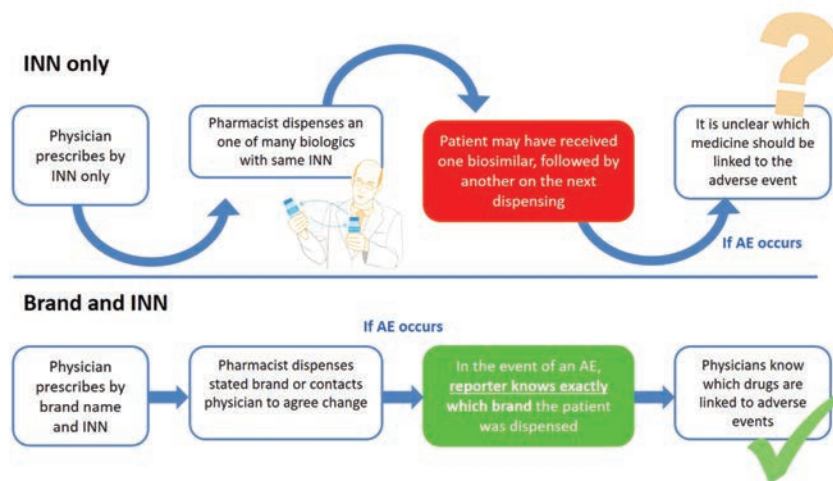 INN only
Physician
prescribes by
INN only
Pharmacist dispenses an
one of many biologics
with same INN
Patient may have received
one biosimilar, followed by
another on the next
dispensing
?
It is unclear which
medicine should be
linked to the
adverse event
If AE occurs
Brand and INN
If AE occurs
Physician
prescribes by
brand name
and INN
Pharmacist dispenses
stated brand or contacts
physician to agree change
In the event of an AE,
reporter knows exactly
which brand the patient
was dispensed
Physicians know
which drugs are
linked to adverse
events